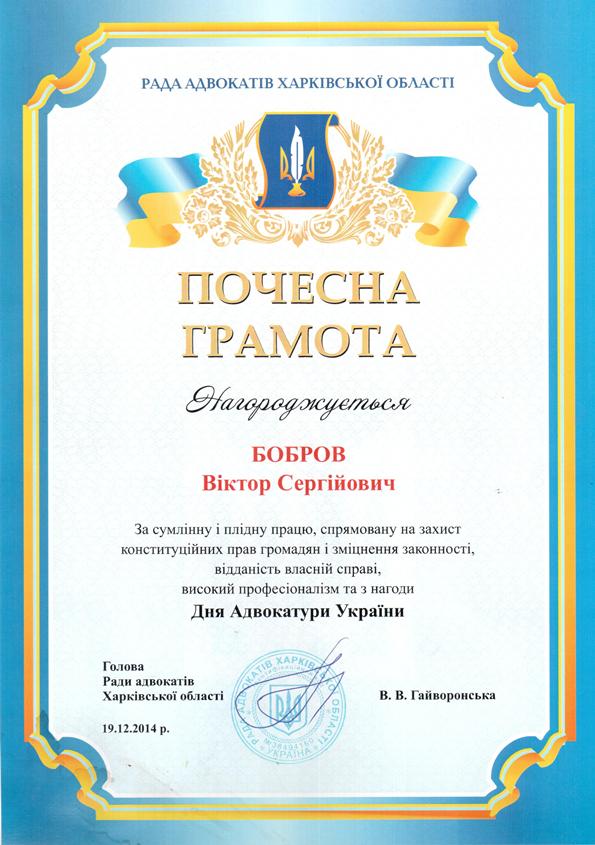 РАДА АДВОКАТІВ ХАРКІВСЬКОЇ ОБЛАСТІ
ПОЧЕСНА
ГРАМОТА
Нагороджується
БОБРОВ
Віктор Сергійович
За сумлінну і плідну працю, спрямовану на захист
конституційних прав громадян і зміцнення законності,
відданість власній справі,
високий професіоналізм та з нагоди
Дня Адвокатури України
Голова
Ради адвокатів
Харківської області
В. В. Гайворонська
19.12.2014 р.
РАДА АДВОКАТІВ ХАРКІВСЬКОЇ ОБЛАСТІ
УКРАЇНА